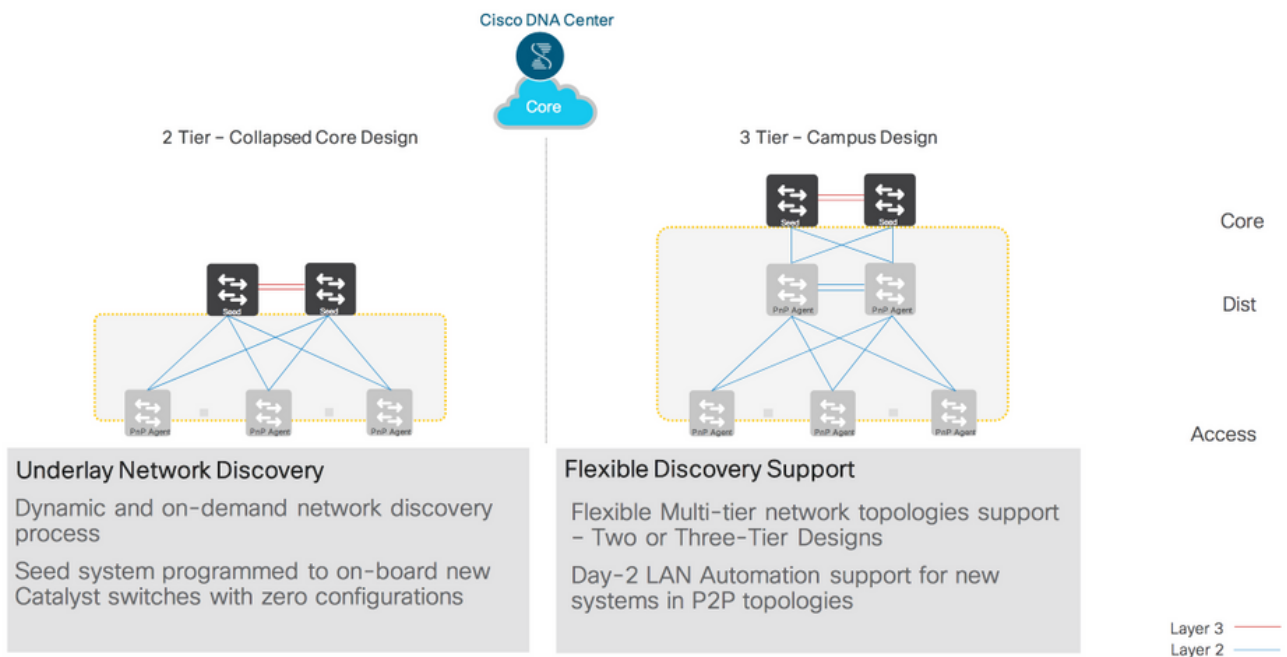 Cisco DNA Center
Core
2 Tier – Collapsed Core Design
3 Tier – Campus Design
Seed
Seed
Seed
Seed
PnP Agent
PnP Agent
PnP Agent
PnP Agent
PnP Agent
PnP Agent
PnP Agent
PnP Agent
Core
Dist
Access
Underlay Network Discovery
Dynamic and on-demand network discovery
process
Seed system programmed to on-board new
Catalyst switches with zero configurations
Flexible Discovery Support
Flexible Multi-tier network topologies support
– Two or Three-Tier Designs
Day-2 LAN Automation support for new
systems in P2P topologies
Layer 3
Layer 2